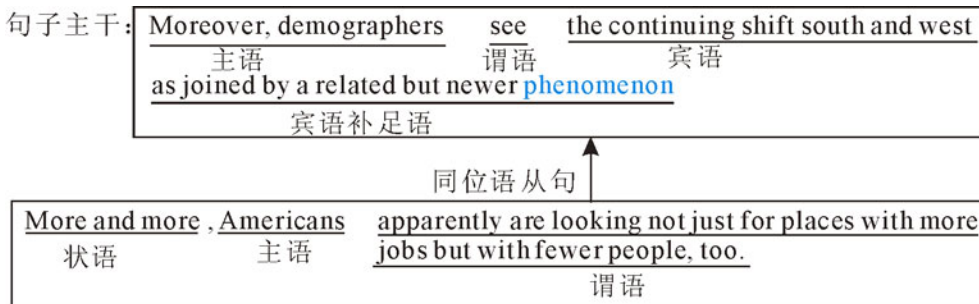 句子主干: Moreover, demographers see the continuing shift south and west
主语 谓语 宾语
as joined by a related but newer phenomenon
宾语补足语
同位语从句
More and more , Americans apparently are looking not just for places with more
状语 主语 jobs but with fewer people, too.
谓语